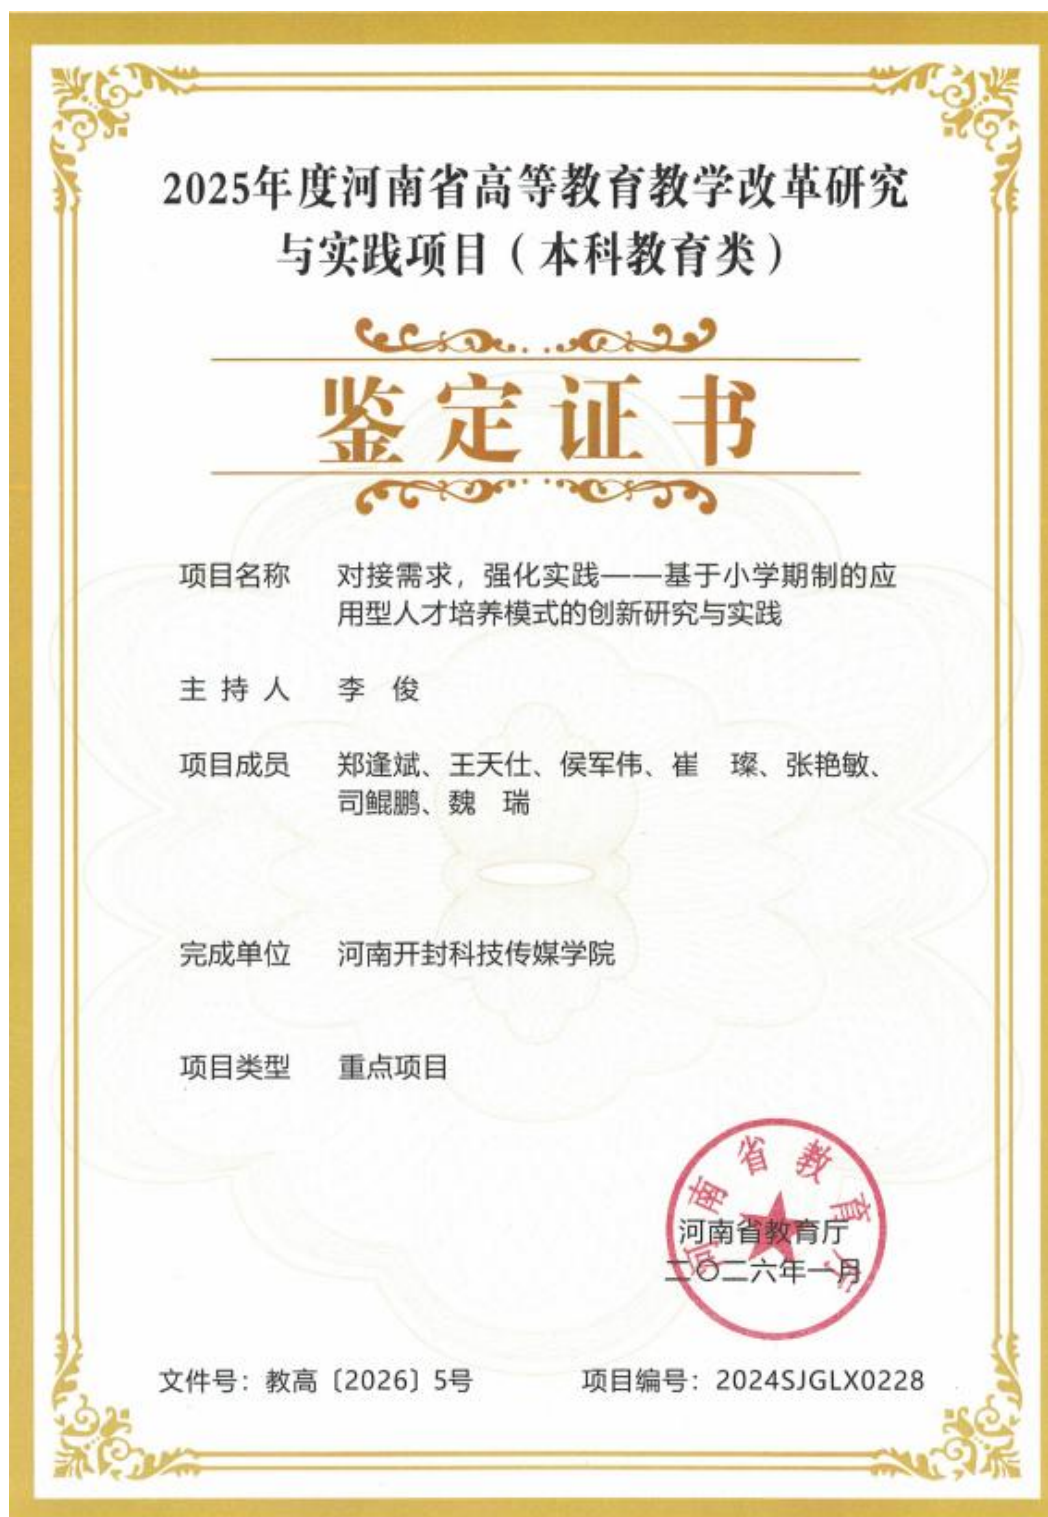 2025年度河南省高等教育教学改革研究
与实践项目（本科教育类）
鉴定证书
项目名称 对接需求，强化实践——基于小学期制的应
用型人才培养模式的创新研究与实践
主持人 李 俊
项目成员 郑逢斌、王天仕、侯军伟、崔 璨、张艳敏、
司鲲鹏、魏 瑞
完成单位 河南开封科技传媒学院
项目类型 重点项目
河南省教育厅
河南省教育厅
二〇二六年一月
文件号：教高〔2026〕5号 项目编号：2024SJGLX0228